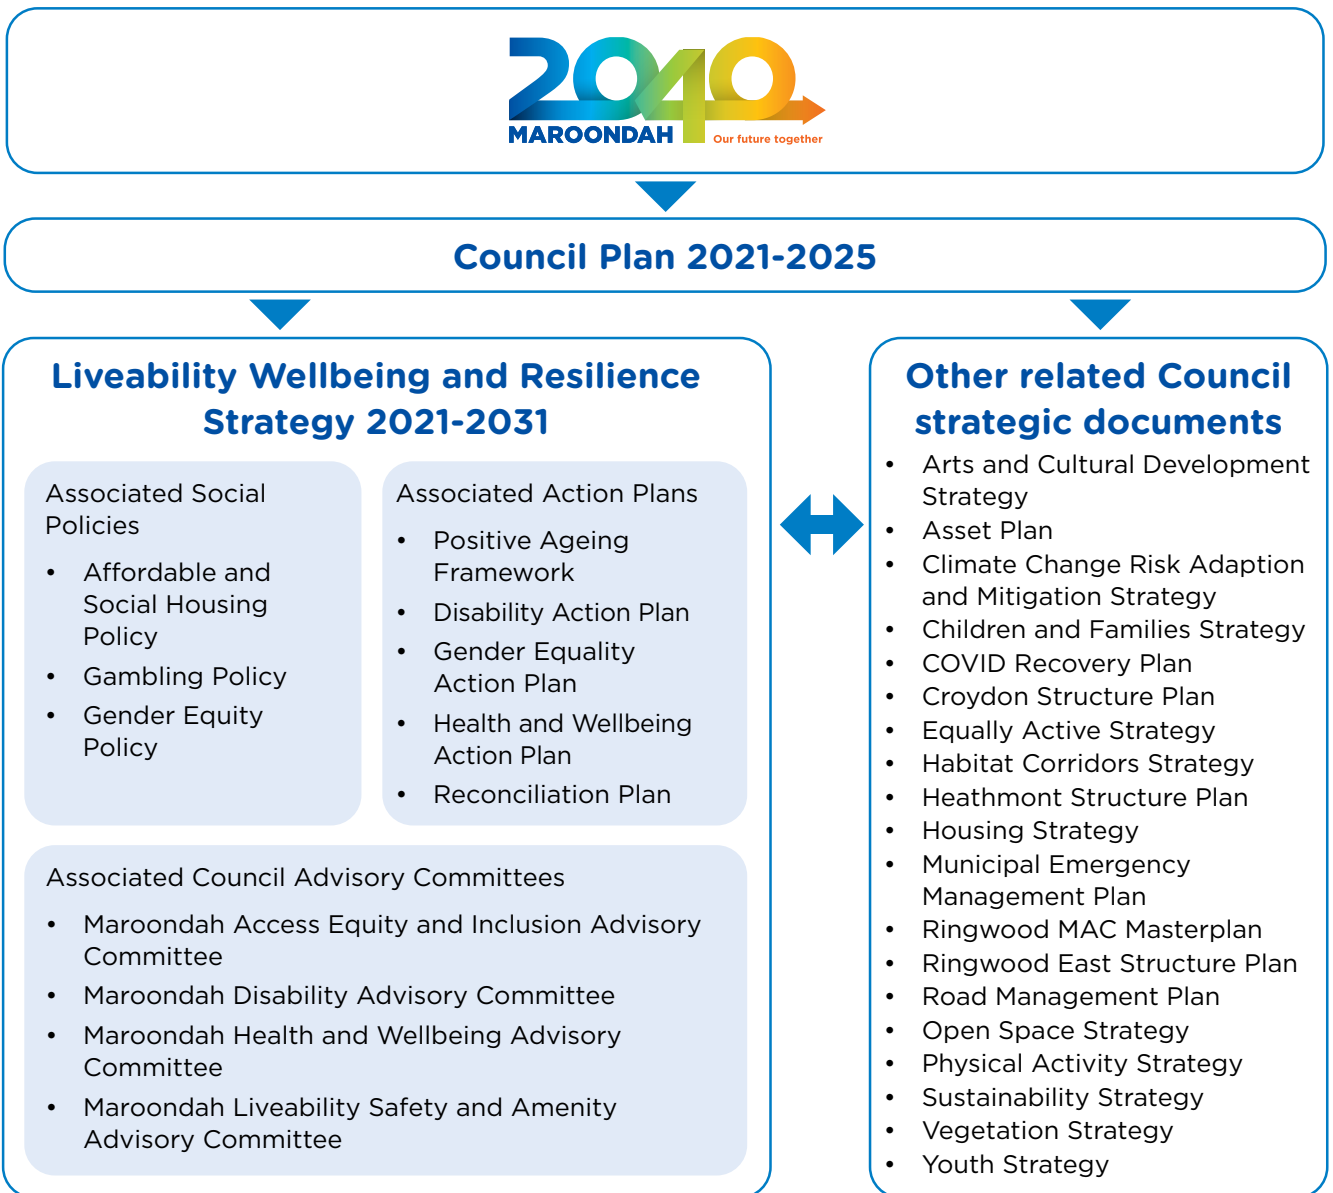 2040
MAROONDAH Our future together
Council Plan 2021-2025
Liveability Wellbeing and Resilience
Strategy 2021-2031
Associated Social
Policies
• Affordable and
Social Housing
Policy
• Gambling Policy
• Gender Equity
Policy
Associated Action Plans
• Positive Ageing
Framework
• Disability Action Plan
• Gender Equality
Action Plan
• Health and Wellbeing
Action Plan
• Reconciliation Plan
Associated Council Advisory Committees
• Maroondah Access Equity and Inclusion Advisory
Committee
• Maroondah Disability Advisory Committee
• Maroondah Health and Wellbeing Advisory
Committee
• Maroondah Liveability Safety and Amenity
Advisory Committee
Other related Council
strategic documents
• Arts and Cultural Development
Strategy
• Asset Plan
• Climate Change Risk Adaption
and Mitigation Strategy
• Children and Families Strategy
• COVID Recovery Plan
• Croydon Structure Plan
• Equally Active Strategy
• Habitat Corridors Strategy
• Heathmont Structure Plan
• Housing Strategy
• Municipal Emergency
Management Plan
• Ringwood MAC Masterplan
• Ringwood East Structure Plan
• Road Management Plan
• Open Space Strategy
• Physical Activity Strategy
• Sustainability Strategy
• Vegetation Strategy
• Youth Strategy